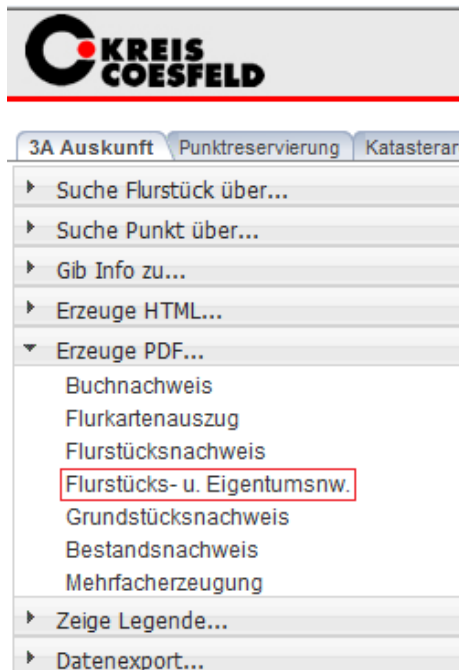 KREIS
COESFELD
3A Auskunft Punktreservierung Katasterar
Suche Flurstück über...
Suche Punkt über...
Gib Info zu...
Erzeuge HTML...
Erzeuge PDF...
Buchnachweis
Flurkartenauszug
Flurstücksnachweis
Flurstücks- u. Eigentumsnw.
Grundstücksnachweis
Bestandsnachweis
Mehrfacherzeugung
Zeige Legende...
Datenexport...